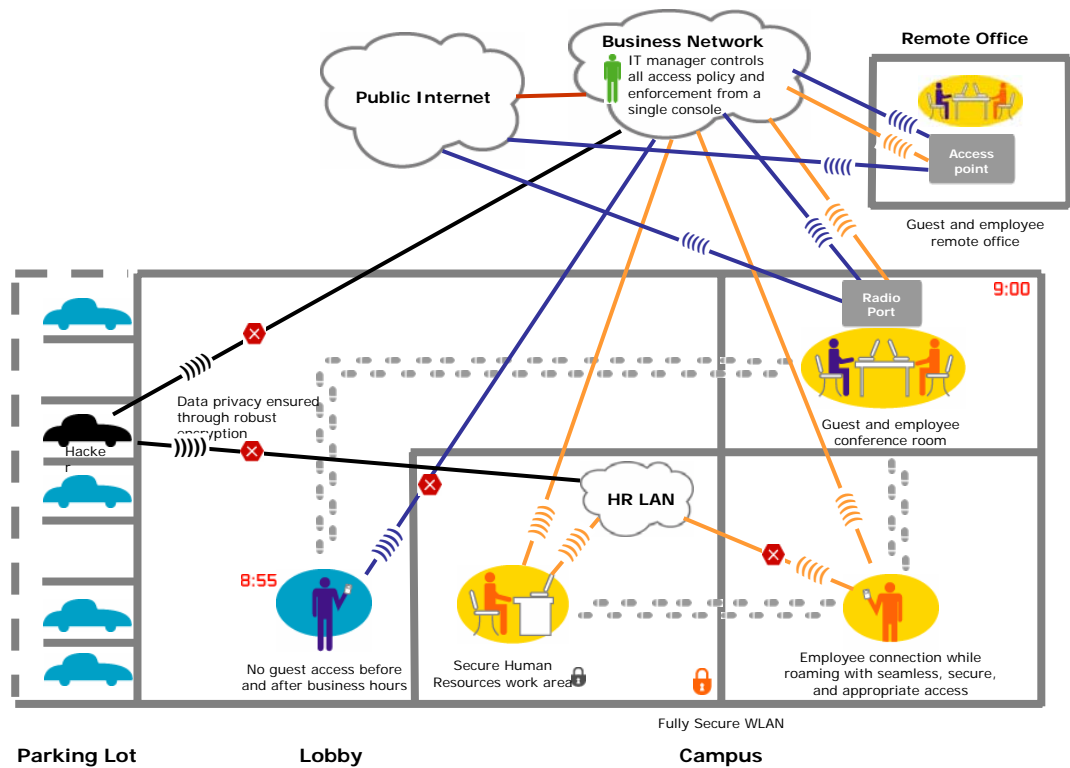 Business Network
IT manager controls
all access policy and
enforcement from a
single console
Public Internet
Remote Office
Access
point
Guest and employee
remote office
Radio
Port
9:00
Guest and employee
conference room
Data privacy ensured
through robust
encryption
Hacke
r
HR LAN
8:55
No guest access before
and after business hours
Secure Human
Resources work area
Employee connection while
roaming with seamless, secure,
and appropriate access
Fully Secure WLAN
Parking Lot
Lobby
Campus